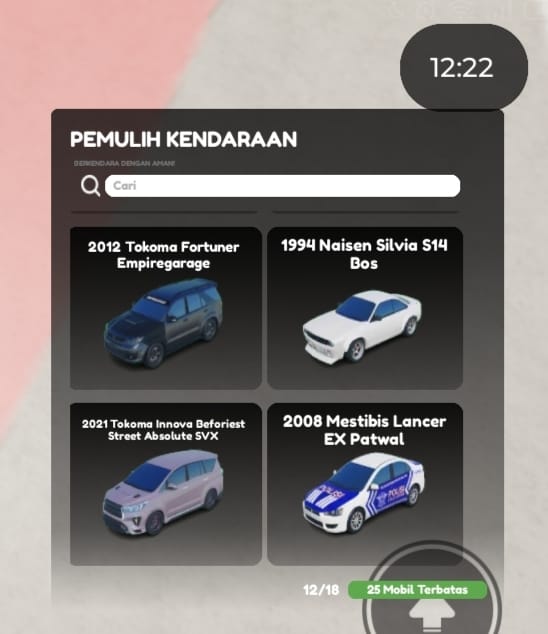 12:22
PEMULIH KENDARAAN
BERKENDARA DENGAN AMAN!
Cari
2012 Tokoma Fortuner
Empiregarage
1994 Naisen Silvia S14
Bos
2021 Tokoma Innova Beforiest
Street Absolute SVX
2008 Mestibis Lancer
EX Patwal
POLISI
POLISI
12/18
25 Mobil Terbatas